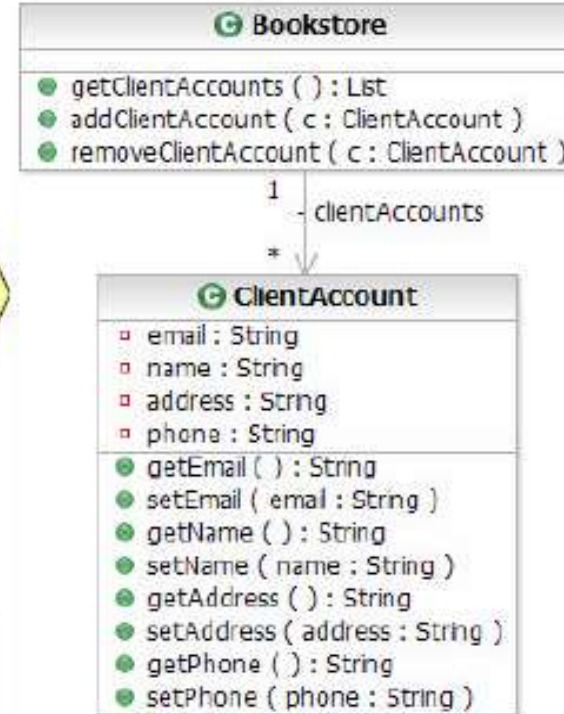 Bookstore
getClientAccounts ( ) : List
addClientAccount ( c : ClientAccount )
removeClientAccount ( c : ClientAccount )
1
- clientAccounts
*
ClientAccount
email : String
name : String
address : String
phone : String
getEmail ( ) : String
setEmail ( email : String )
getName ( ) : String
setName ( name : String )
getAddress ( ) : String
setAddress ( address : String )
getPhone ( ) : String
setPhone ( phone : String )